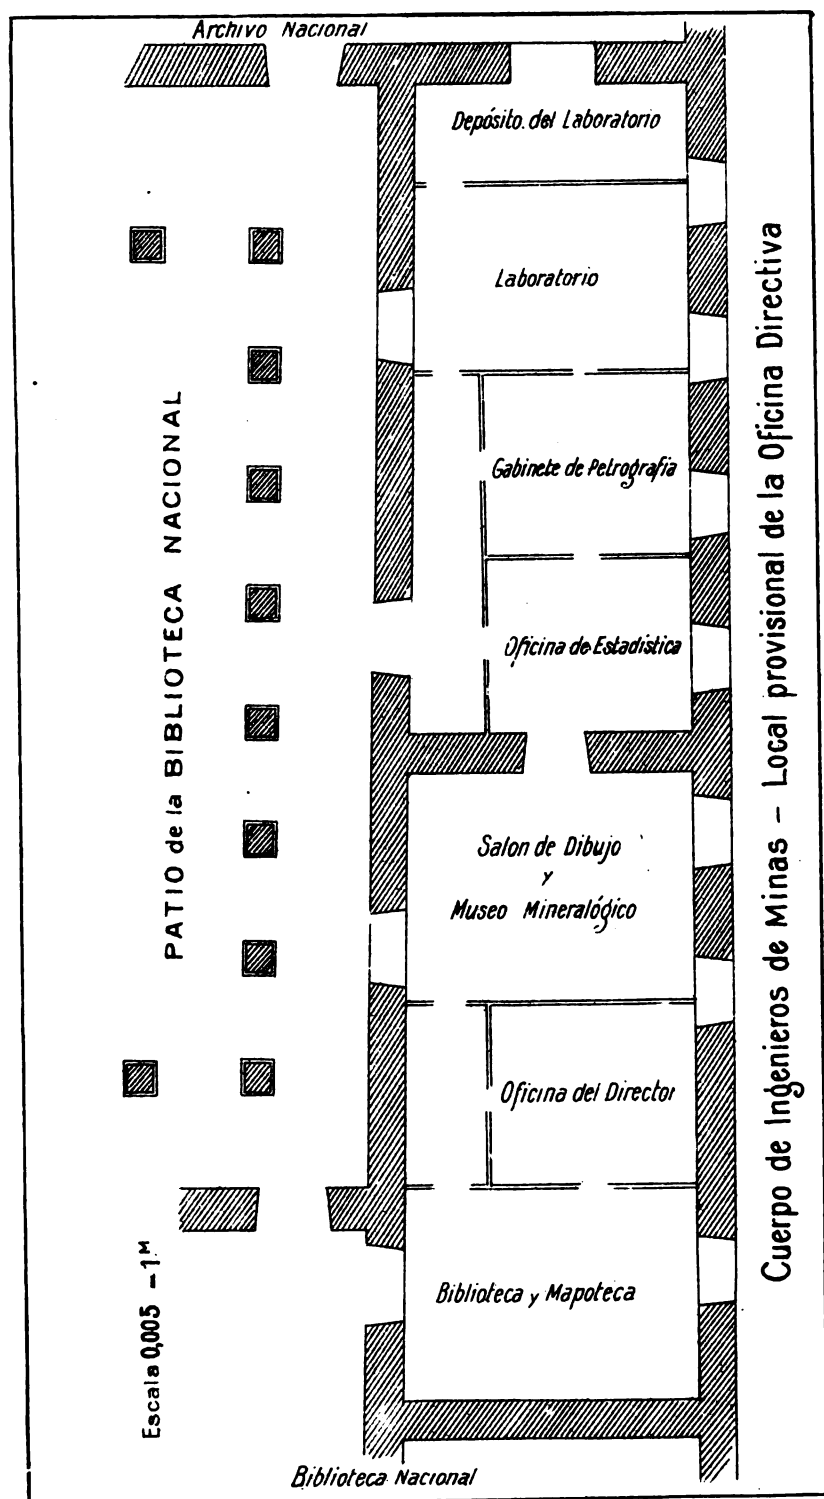 Archivo Nacional
Depósito del Laboratorio
Laboratorio
Gabinete de Petrografía
Oficina de Estadística
Salon de Dibujo
y
Museo Mineralógico
Oficina del Director
Biblioteca y Mapoteca
Biblioteca Nacional
PATIO de la BIBLIOTECA NACIONAL
Escala 0,005 – 1M
Cuerpo de Ingenieros de Minas – Local provisional de la Oficina Directiva